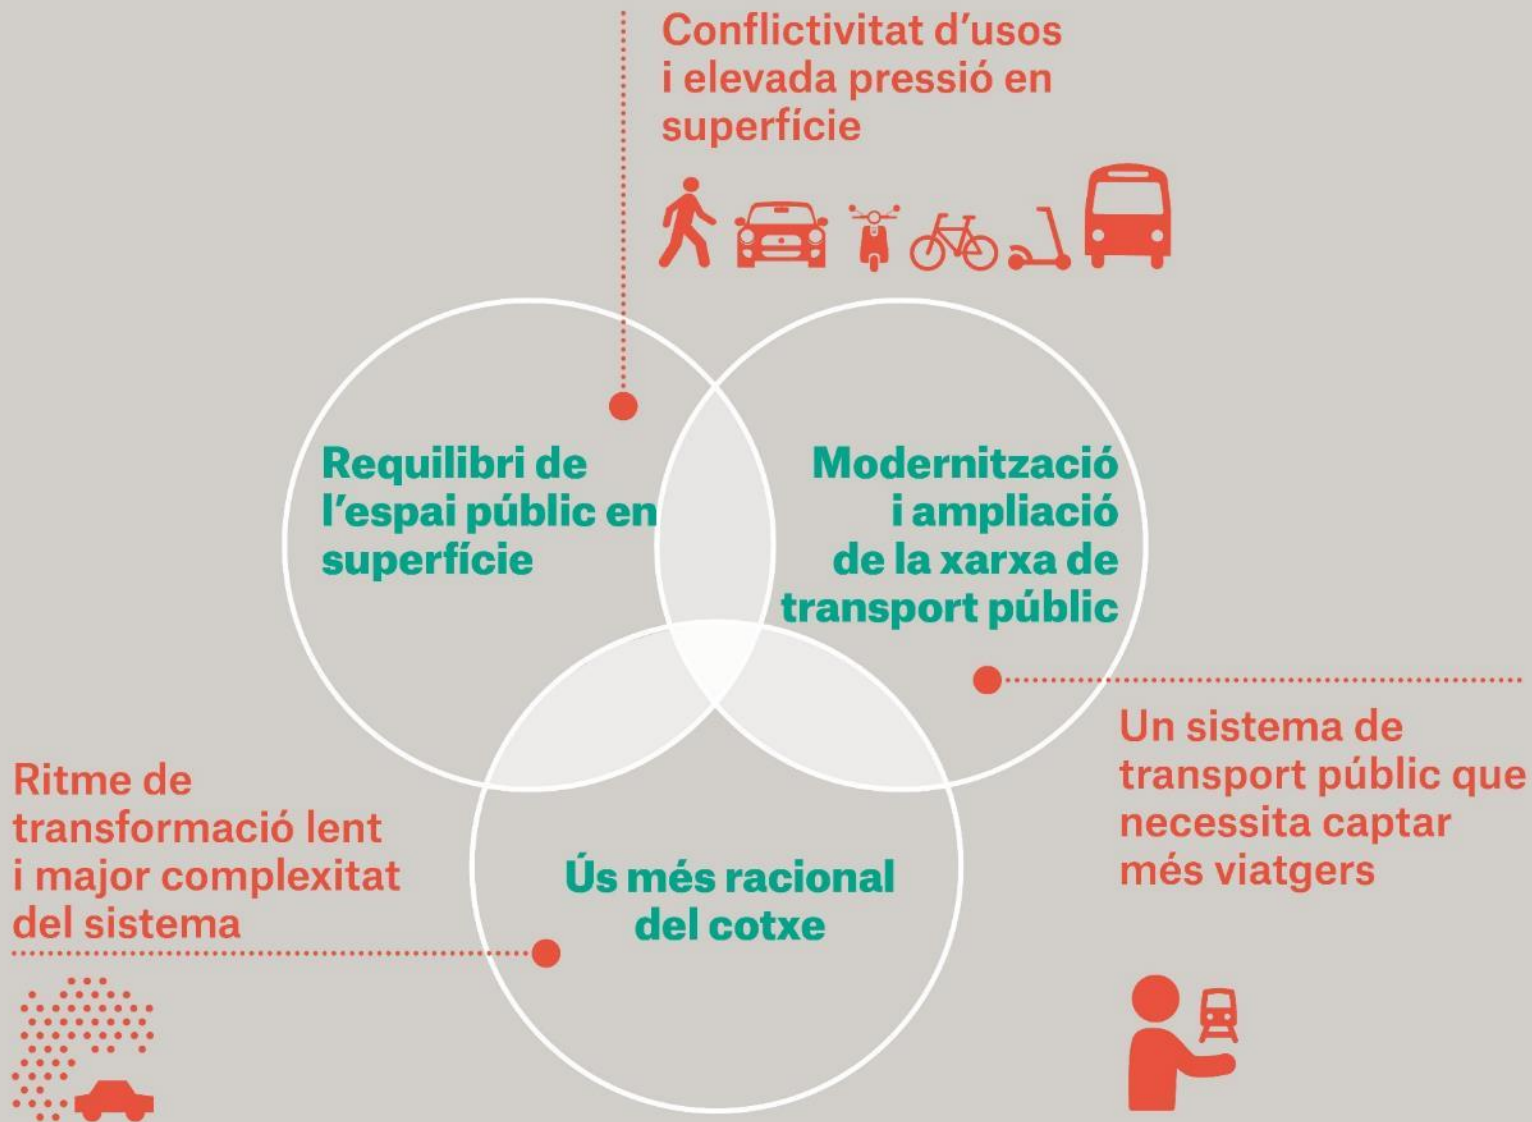 Conflictivitat d’usos
i elevada pressió en
superfície
Requilibri de
l’espai públic en
superfície
Modernització
i ampliació
de la xarxa de
transport públic
Un sistema de
transport públic que
necessita captar
més viatgers
Ritme de
transformació lent
i major complexitat
del sistema
Ús més racional
del cotxe